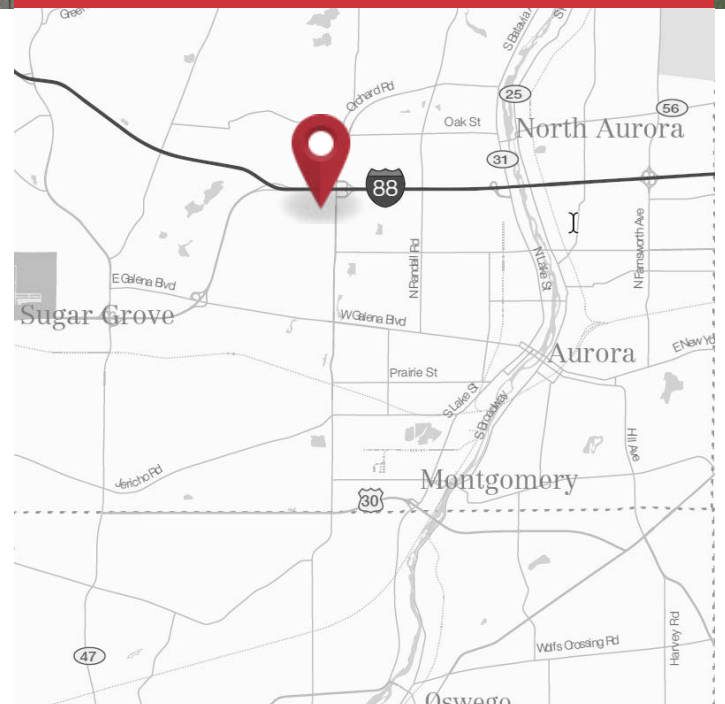 Green
S Batavia
Orchard Rd
25
56
Oak St
North Aurora
31
88
N Farnsworth Ave
N Randall Rd
N Lake St
E Galena Blvd
Sugar Grove
W Galena Blvd
E New Yo
Aurora
Prairie St
S Lake St
S Broadway
Hill Ave
Jericho Rd
Montgomery
30
Harvey Rd
Wolfs Crossing Rd
47
Oswego